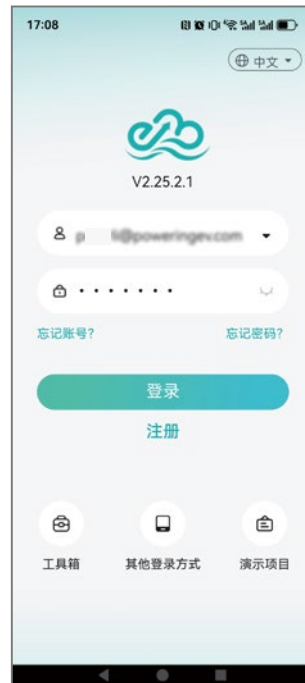 17:08
中文
V2.25.2.1
@poweringev.com
忘记账号? 忘记密码?
登录
注册
工具箱 其他登录方式 演示项目